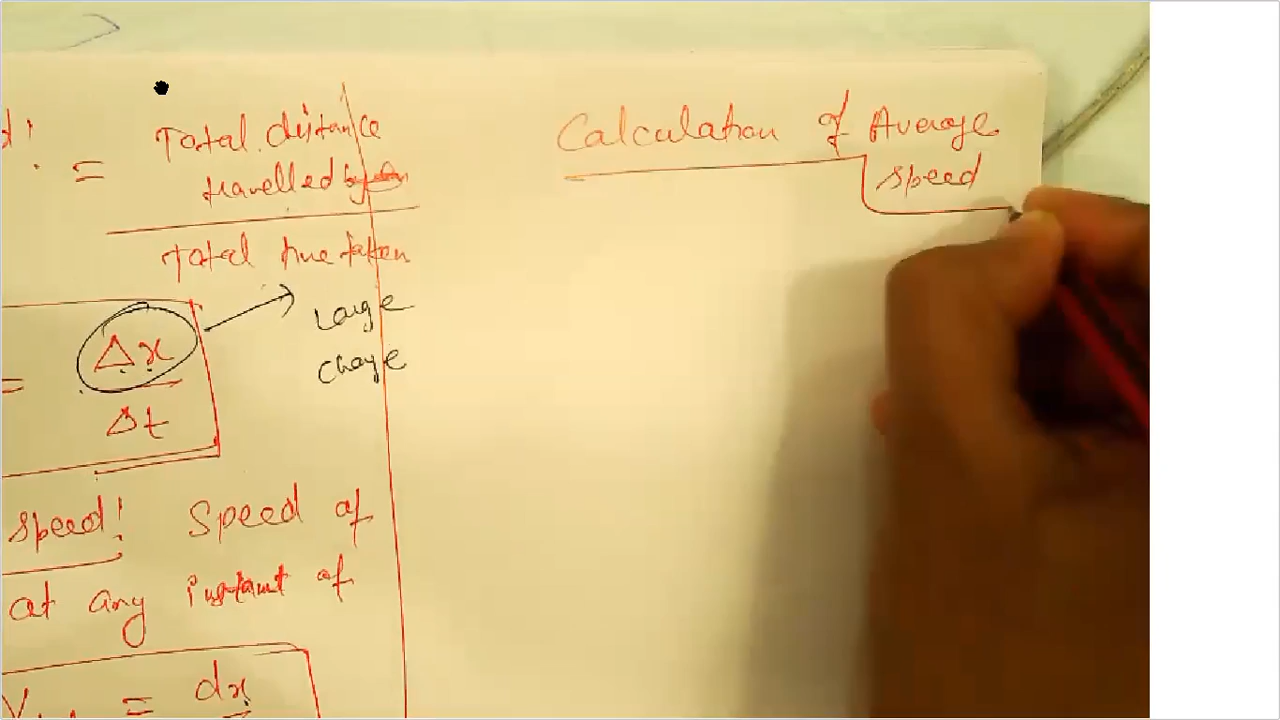 d! = Total distance
travelled
Total time taken
= Δx
Δt
Large
Change
speed! Speed of
at any instant of
V = dx
Calculation of Average
speed